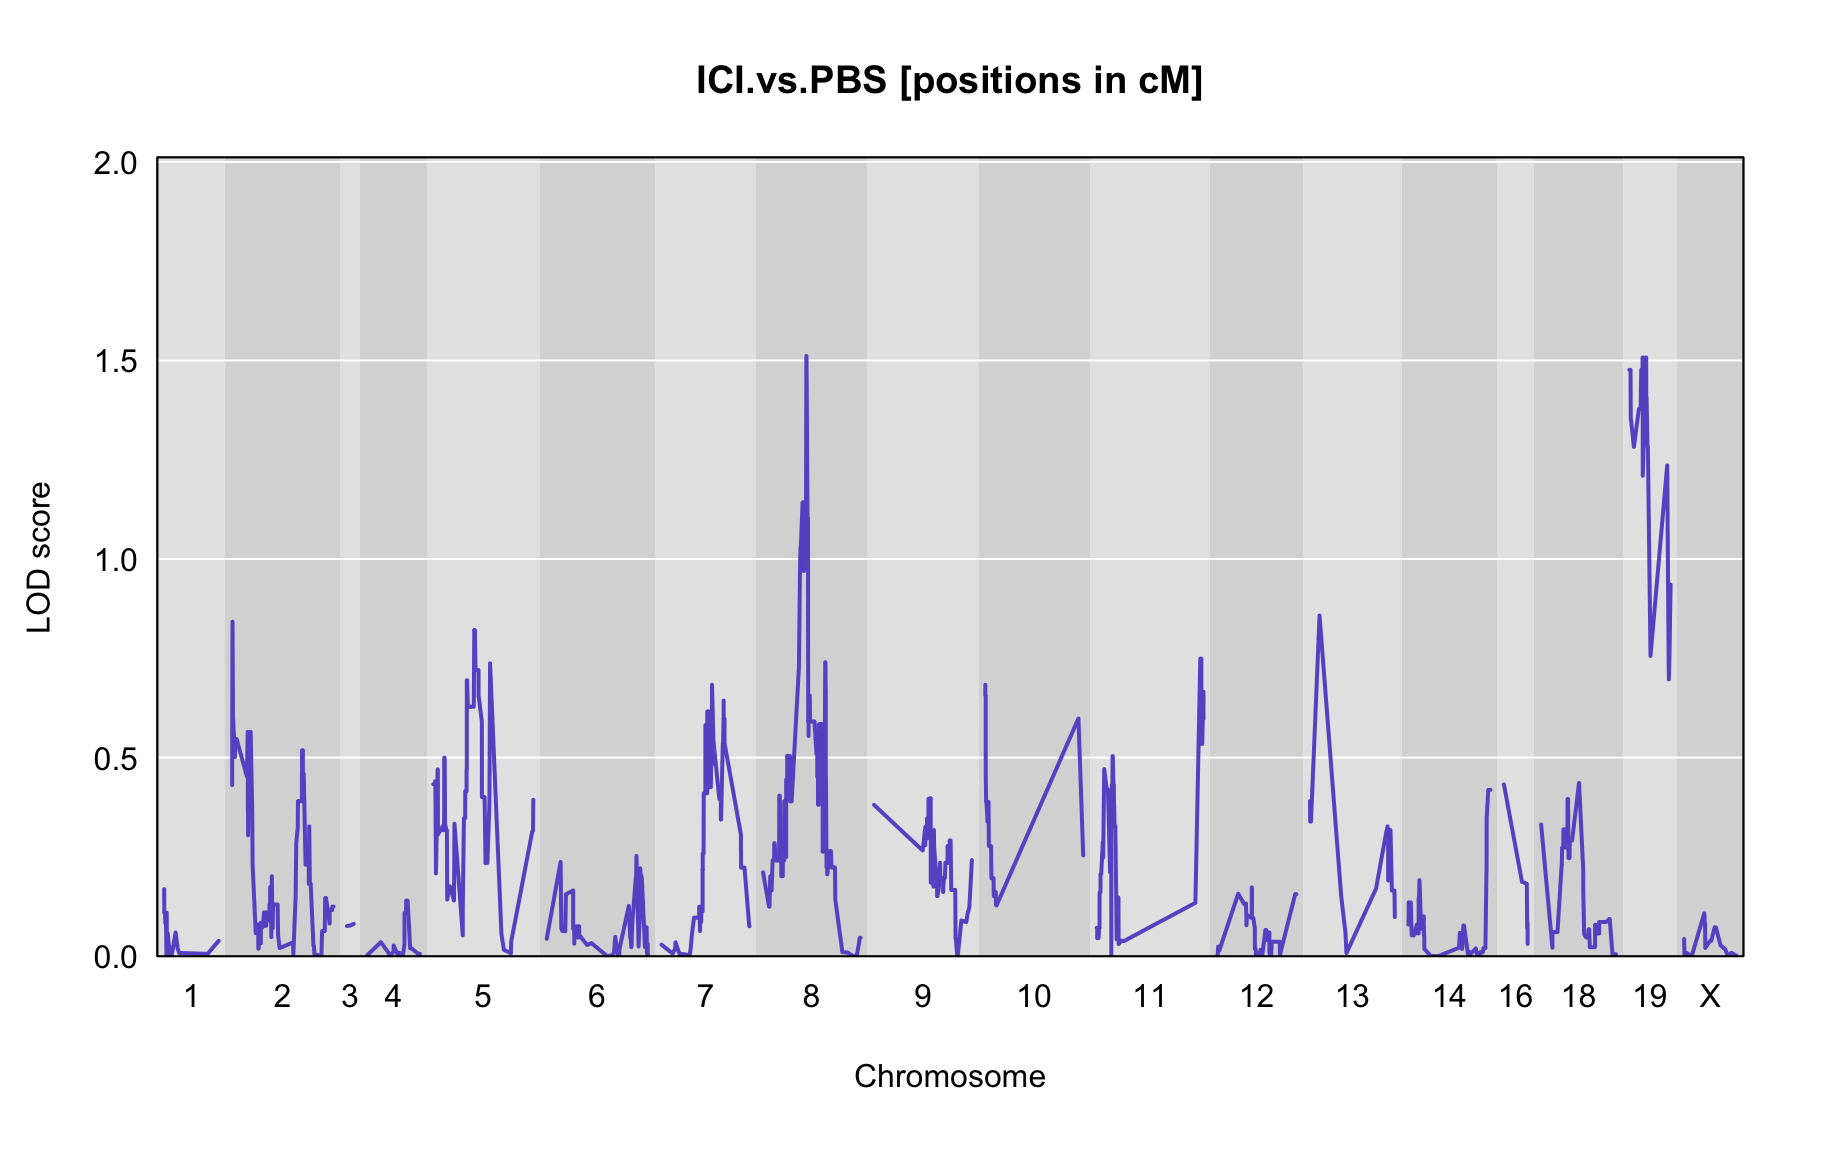 ICI.vs.PBS [positions in cM]
2.0
1.5
1.0
0.5
0.0
LOD score
1 2 3 4 5 6 7 8 9 10 11 12 13 14 16 18 19 X
Chromosome